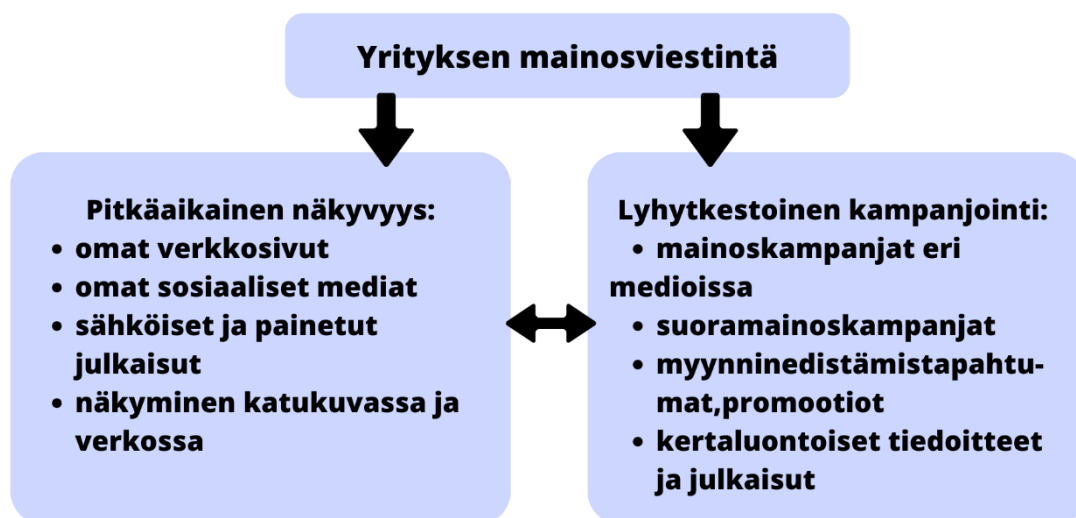 Yrityksen mainosviestintä
Pitkäaikainen näkyvyys:
• omat verkkosivut
• omat sosiaaliset mediat
• sähköiset ja painetut
julkaisut
• näkyminen katukuvassa ja
verkossa
Lyhytkestoinen kampanjointi:
• mainoskampanjat eri
medioissa
• suoramainoskampanjat
• myynninedistämistapahtu-
mat,promootiot
• kertaluontoiset tiedoitteet
ja julkaisut